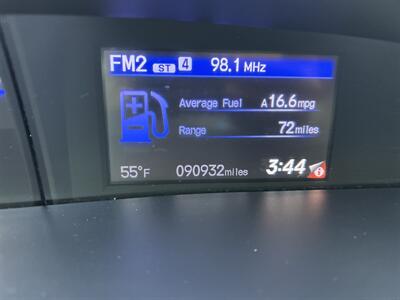 FM2 ST 4 98.1 MHz
Average Fuel A16.6mpg
Range 72miles
55°F 090932miles 3:44 i